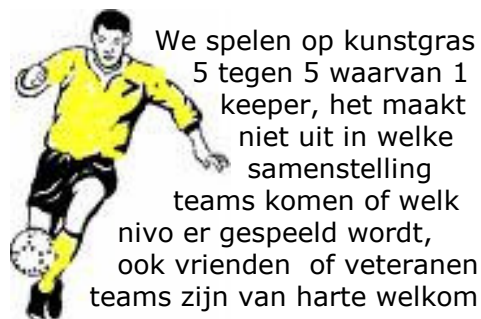 We spelen op kunstgras
5 tegen 5 waarvan 1
keeper, het maakt
niet uit in welke
samenstelling
teams komen of welk
nivo er gespeeld wordt,
ook vrienden  of veteranen
teams zijn van harte welkom